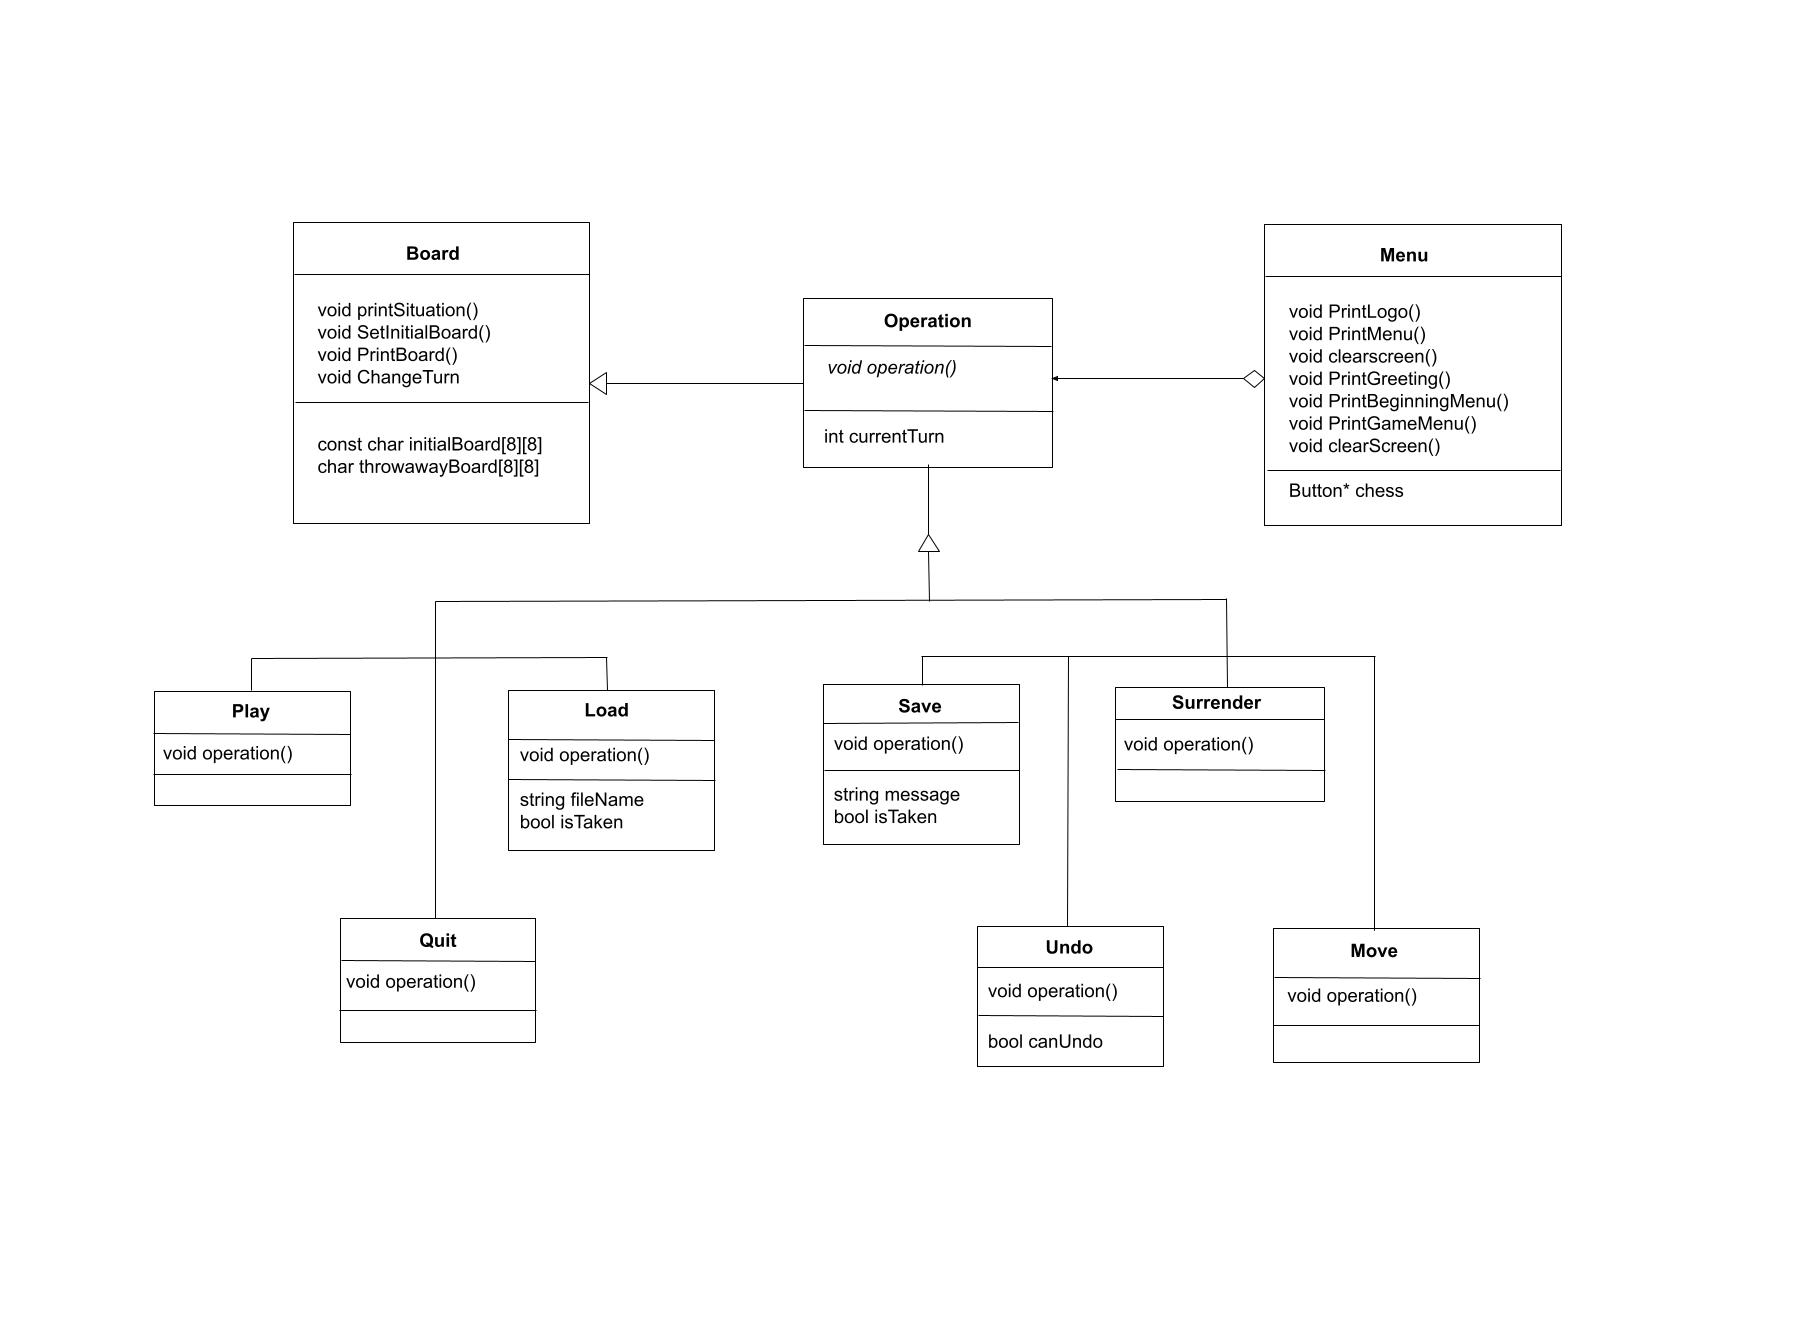 Board
void printSituation()
void SetInitialBoard()
void PrintBoard()
void ChangeTurn
const char initialBoard[8][8]
char throwawayBoard[8][8]
Operation
void operation()
int currentTurn
Menu
void PrintLogo()
void PrintMenu()
void clearscreen()
void PrintGreeting()
void PrintBeginningMenu()
void PrintGameMenu()
void clearScreen()
Button* chess
Play
void operation()
Load
void operation()
string fileName
bool isTaken
Save
void operation()
string message
bool isTaken
Surrender
void operation()
Quit
void operation()
Undo
void operation()
bool canUndo
Move
void operation()